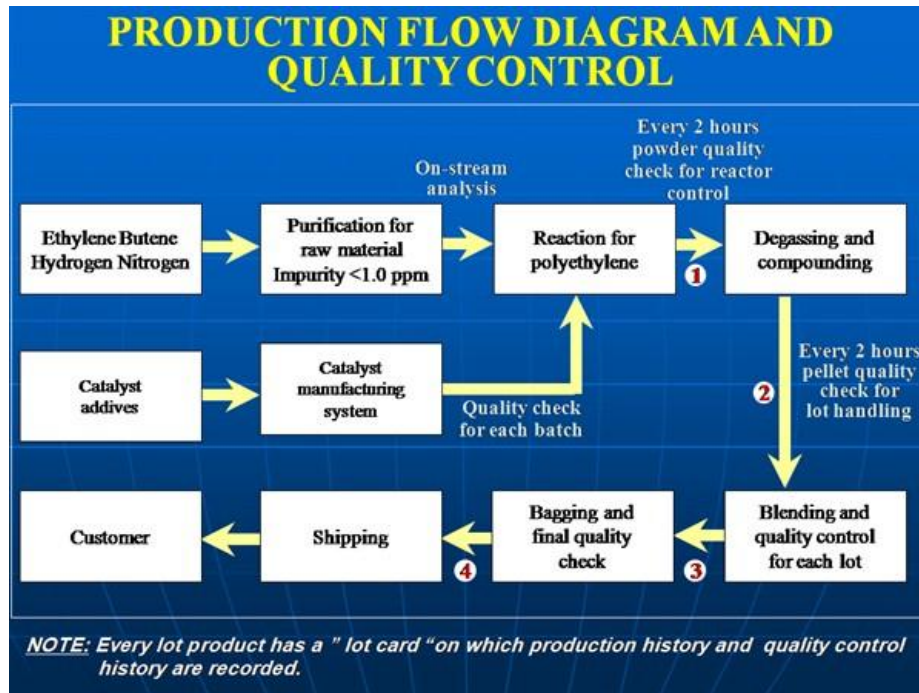 PRODUCTION FLOW DIAGRAM AND
QUALITY CONTROL
Every 2 hours
powder quality
check for reactor
control
On-stream
analysis
Ethylene Butene
Hydrogen Nitrogen
Purification for
raw material
Impurity <1.0 ppm
Reaction for
polyethylene
1
Degassing and
compounding
Catalyst
addives
Catalyst
manufacturing
system
Quality check
for each batch
2
Every 2 hours
pellet quality
check for
lot handling
Customer
Shipping
4
Bagging and
final quality
check
3
Blending and
quality control
for each lot
NOTE: Every lot product has a ” lot card “on which production history and quality control
history are recorded.